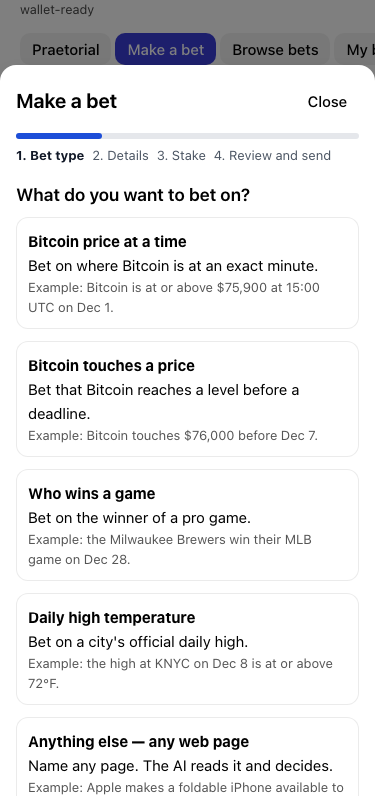 wallet-ready
Praetorial
Make a bet
Browse bets
My b
Make a bet
Close
1. Bet type 2. Details 3. Stake 4. Review and send
What do you want to bet on?
Bitcoin price at a time
Bet on where Bitcoin is at an exact minute.
Example: Bitcoin is at or above $75,900 at 15:00
UTC on Dec 1.
Bitcoin touches a price
Bet that Bitcoin reaches a level before a
deadline.
Example: Bitcoin touches $76,000 before Dec 7.
Who wins a game
Bet on the winner of a pro game.
Example: the Milwaukee Brewers win their MLB
game on Dec 28.
Daily high temperature
Bet on a city's official daily high.
Example: the high at KNYC on Dec 8 is at or above
72°F.
Anything else — any web page
Name any page. The AI reads it and decides.
Example: Apple makes a foldable iPhone available to